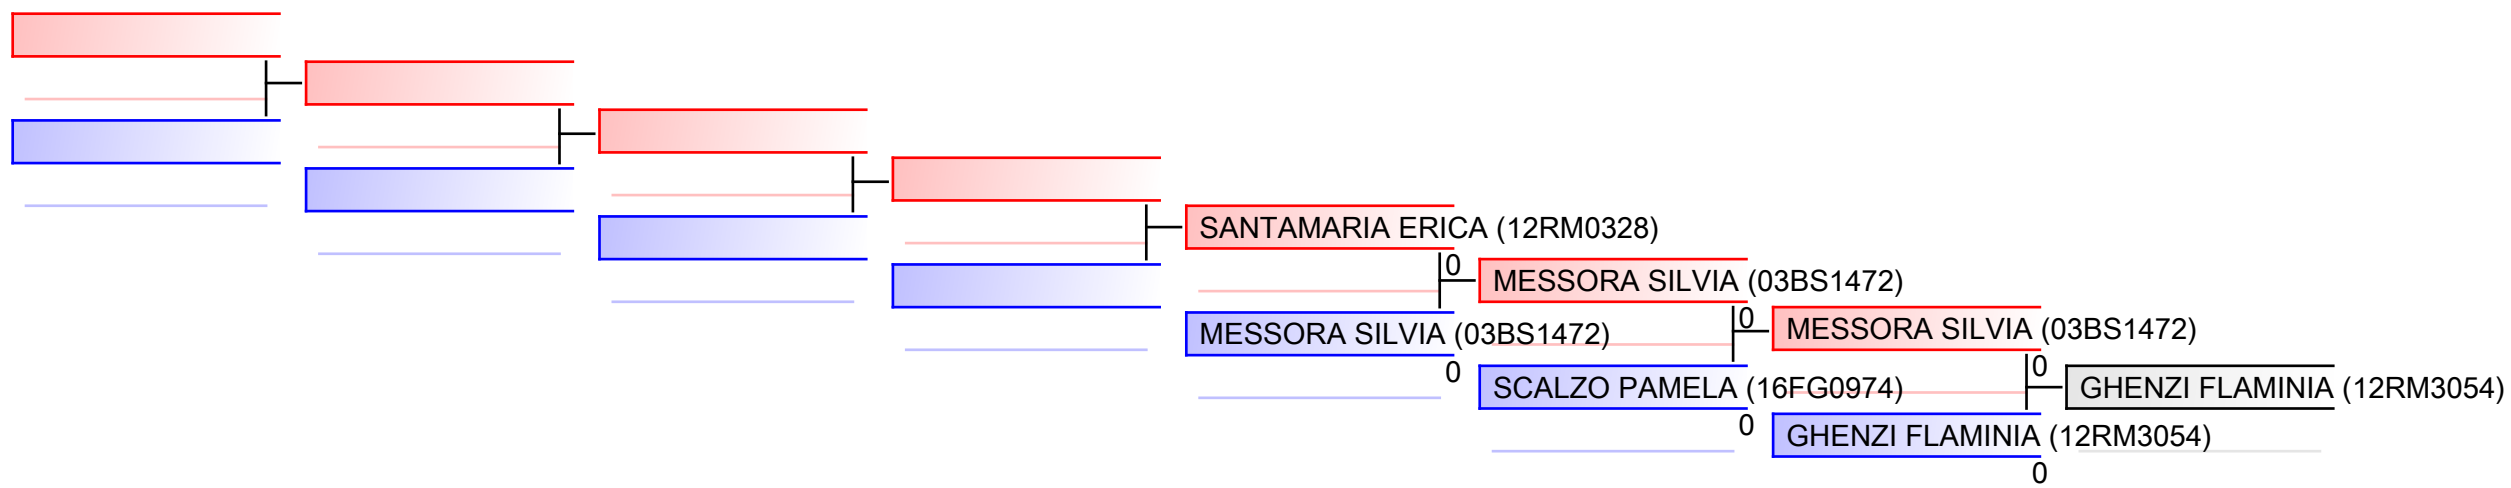 SANTAMARIA ERICA (12RM0328)
0
MESSORA SILVIA (03BS1472)
MESSORA SILVIA (03BS1472)
0
0
MESSORA SILVIA (03BS1472)
SCALZO PAMELA (16FG0974)
0
0
GHENZI FLAMINIA (12RM3054)
GHENZI FLAMINIA (12RM3054)
0